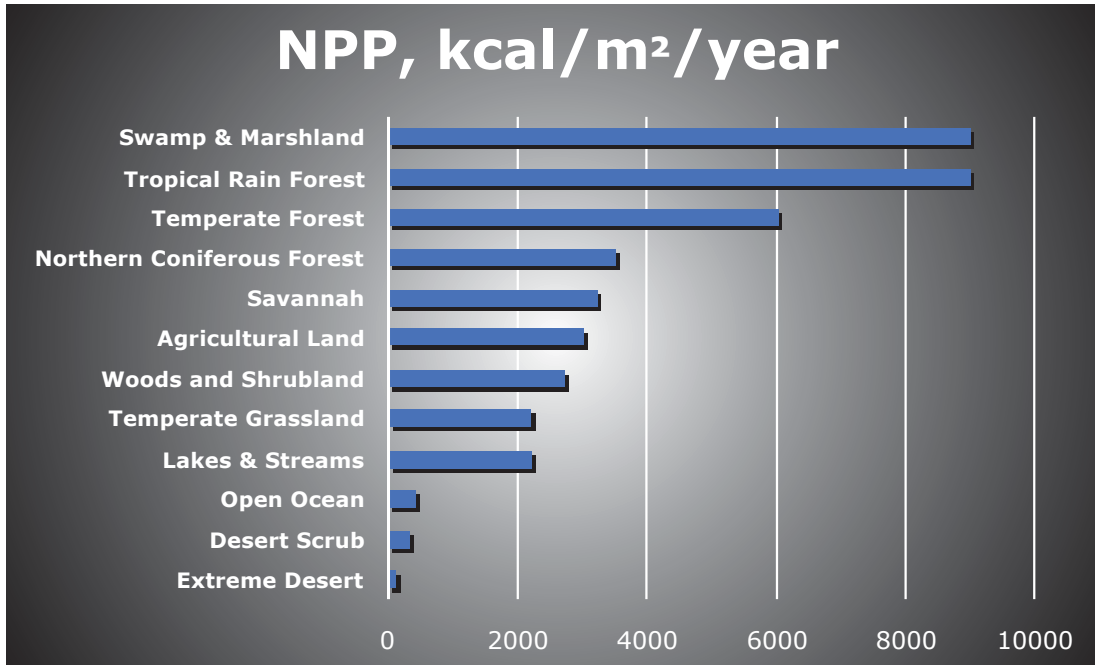 NPP, kcal/m²/year
Swamp & Marshland
Tropical Rain Forest
Temperate Forest
Northern Coniferous Forest
Savannah
Agricultural Land
Woods and Shrubland
Temperate Grassland
Lakes & Streams
Open Ocean
Desert Scrub
Extreme Desert
0 2000 4000 6000 8000 10000